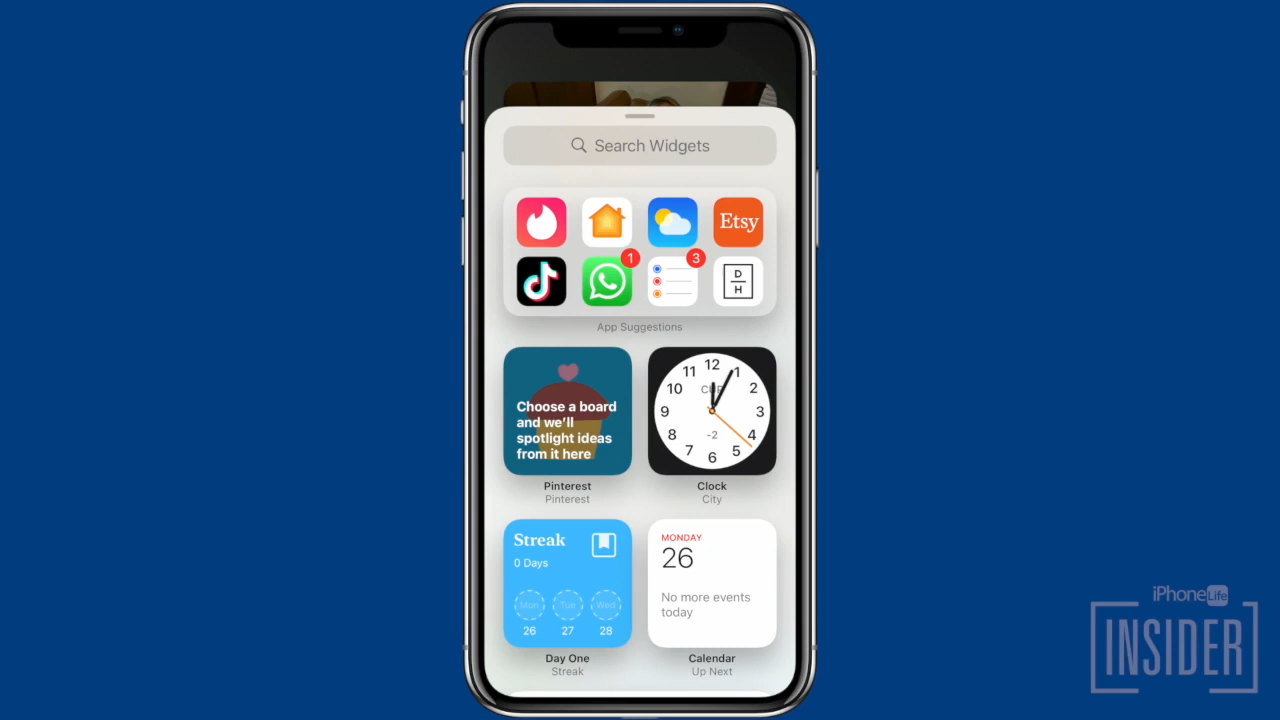 Search Widgets
Etsy
1
3
D
H
App Suggestions
Choose a board
and we'll
spotlight ideas
from it here
Pinterest
Pinterest
12
11 1
10 CUP 2
9 3
8 -2 4
7 5
6
Clock
City
Streak
0 Days
Mon Tue Wed
26 27 28
Day One
Streak
MONDAY
26
No more events
today
Calendar
Up Next
iPhoneLife
INSIDER